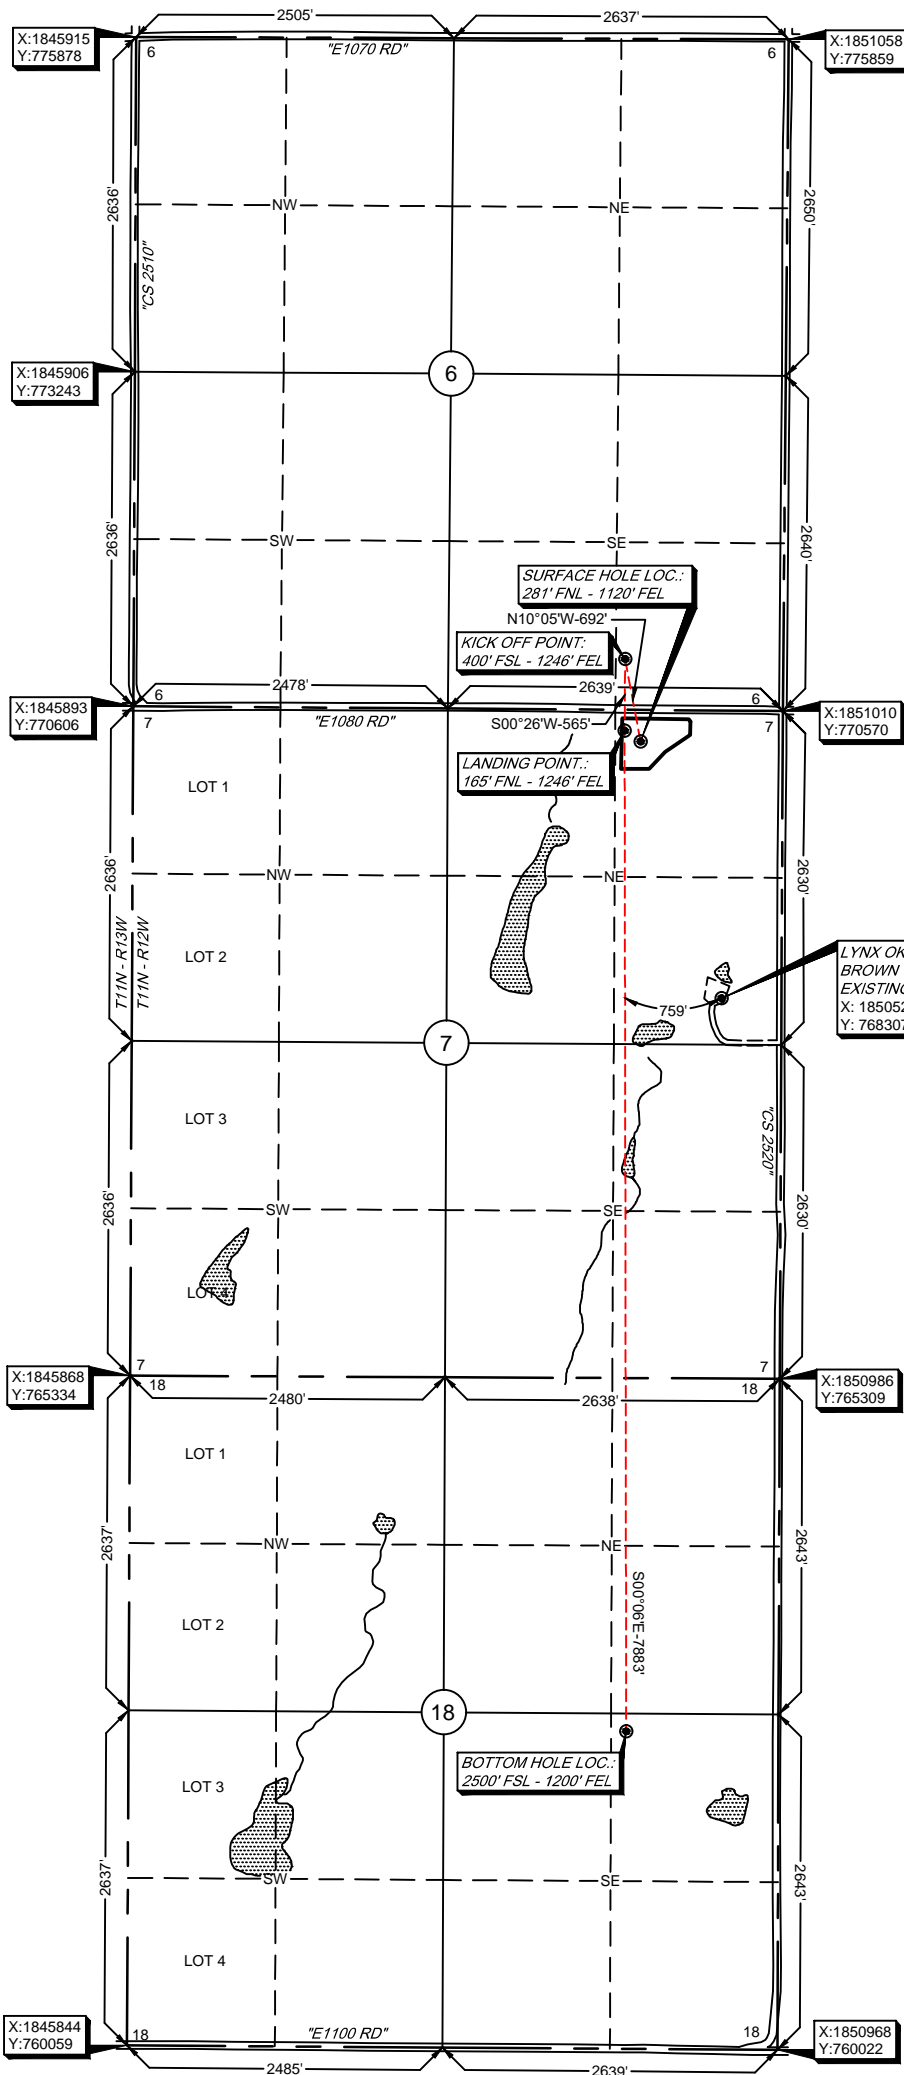 2505'
2637'
X:1845915
Y:775878
X:1851058
Y:775859
6
"E1070 RD"
6
2636'
2650'
NW
NE
"CS 2510"
X:1845906
Y:773243
6
2636'
2640'
SW
SE
SURFACE HOLE LOC.:
281' FNL - 1120' FEL
N10°05'W-692'
KICK OFF POINT:
400' FSL - 1246' FEL
2478'
2639'
6
6
X:1845893
Y:770606
X:1851010
Y:770570
7
"E1080 RD"
S00°26'W-565'
7
LANDING POINT.:
165' FNL - 1246' FEL
LOT 1
2636'
2630'
NW
NE
T11N - R13W
T11N - R12W
LOT 2
LYNX OK
BROWN
EXISTING
X: 185052
Y: 768307
759'
7
LOT 3
"CS 2520"
2636'
2630'
SW
SE
LOT 4
7
7
X:1845868
Y:765334
X:1850986
Y:765309
18
18
2480'
2638'
LOT 1
2637'
2643'
NW
NE
S00°06'E-7883'
LOT 2
18
BOTTOM HOLE LOC.:
2500' FSL - 1200' FEL
LOT 3
2637'
2643'
SW
SE
LOT 4
X:1845844
Y:760059
18
"E1100 RD"
18
X:1850968
Y:760022
2485'
2639'